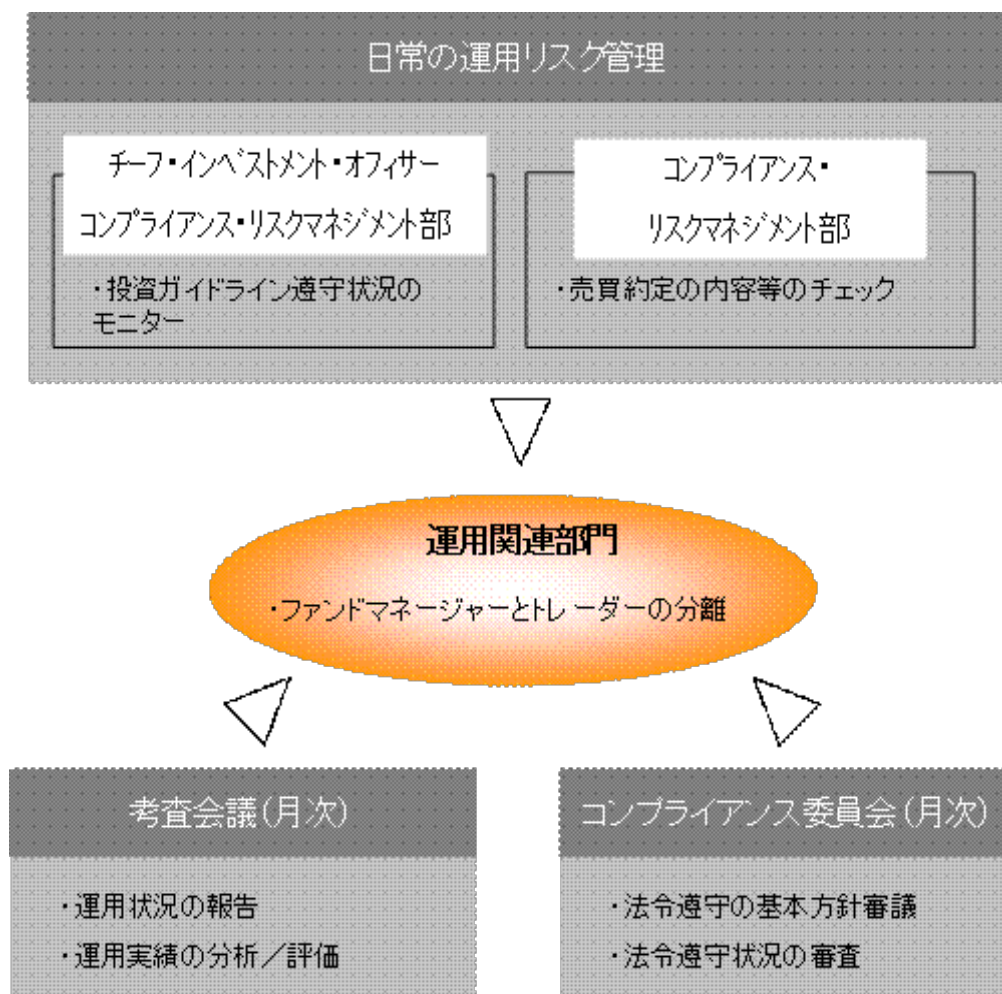 日常の運用リスク管理
チーフ・インベストメント・オフィサー
コンプライアンス・リスクマネジメント部
・投資ガイドライン遵守状況の
モニター
コンプライアンス・
リスクマネジメント部
・売買約定の内容等のチェック
運用関連部門
・ファンドマネージャーとトレーダーの分離
考査会議(月次)
・運用状況の報告
・運用実績の分析／評価
コンプライアンス委員会(月次)
・法令遵守の基本方針審議
・法令遵守状況の審査